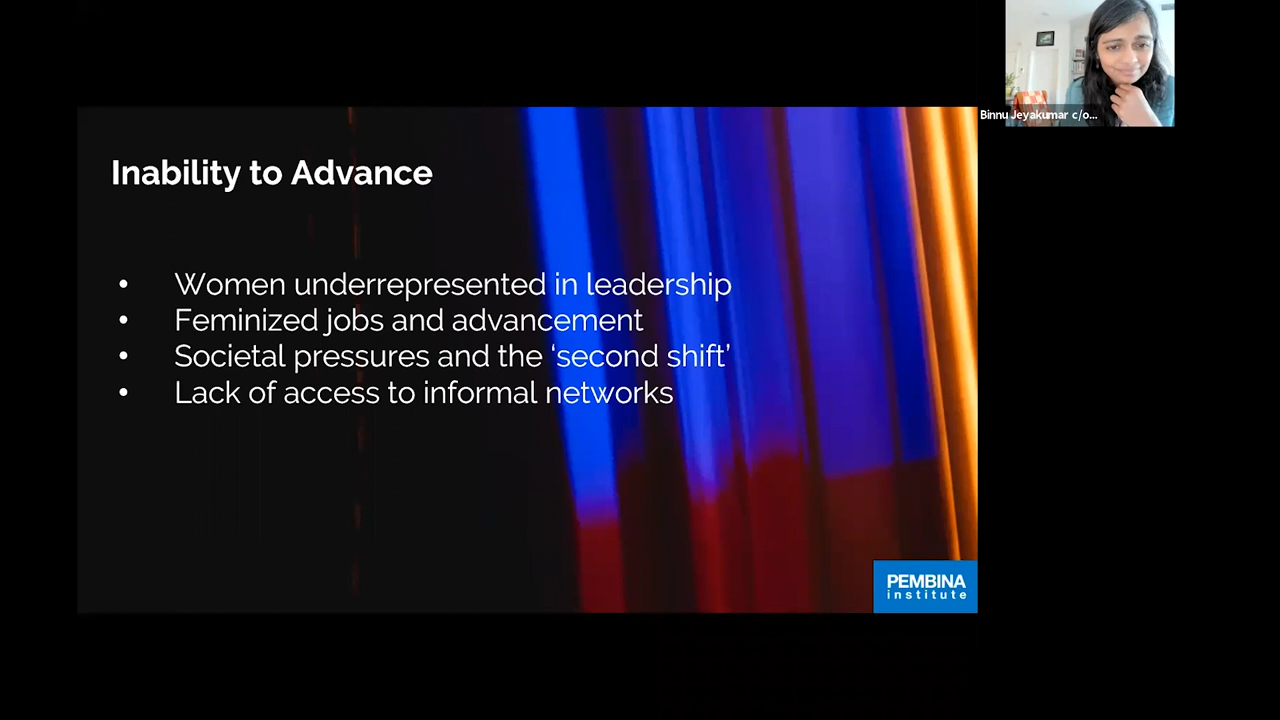 Binnu Jeyakumar c/o...
Inability to Advance
• Women underrepresented in leadership
• Feminized jobs and advancement
• Societal pressures and the ‘second shift’
• Lack of access to informal networks
PEMBINA
institute